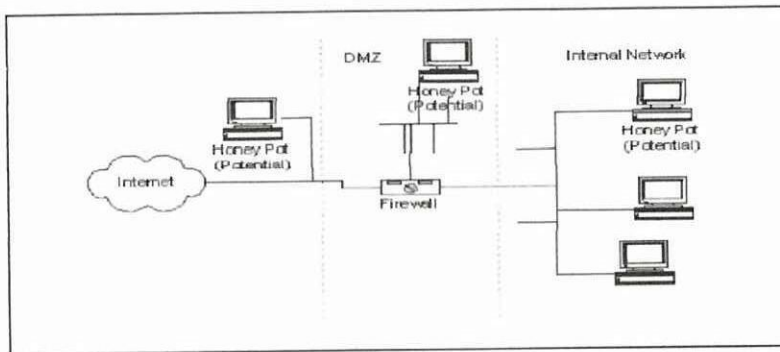 DMZ
Internal Network
Honey Pot
(Potential)
Honey Pot
(Potential)
Honey Pot
(Potential)
Internet
Firewall